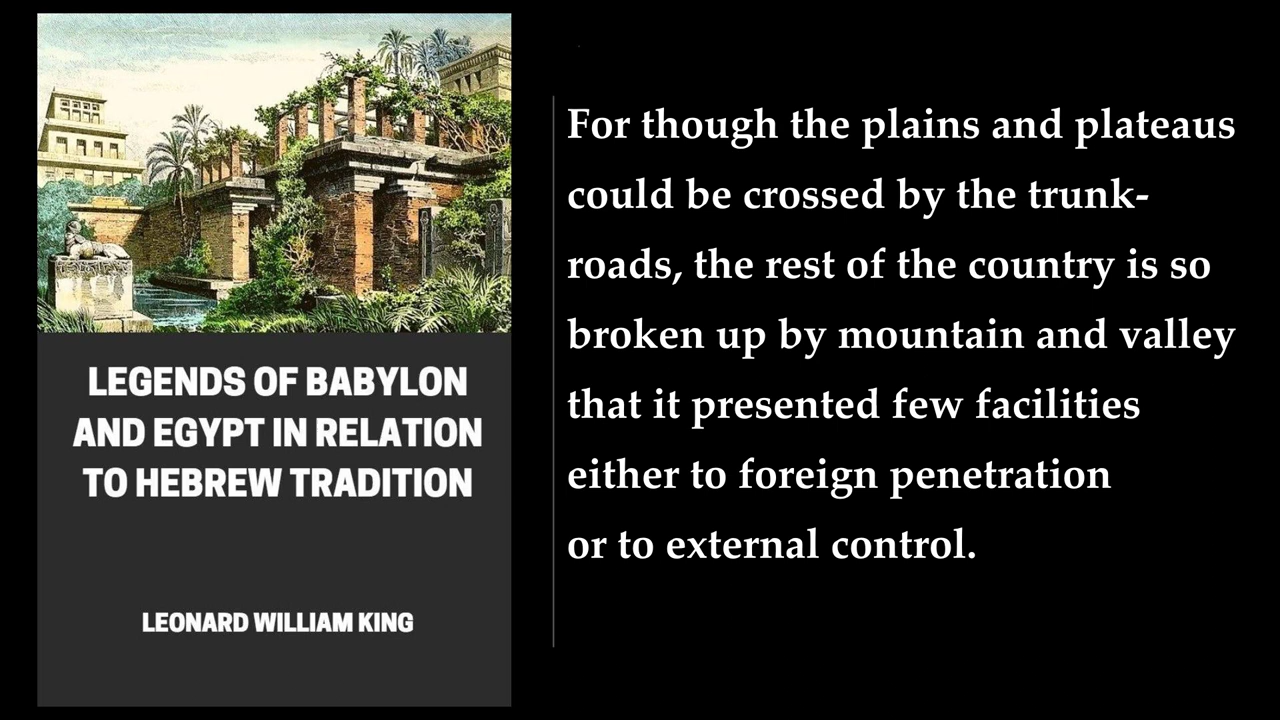 LEGENDS OF BABYLON
AND EGYPT IN RELATION
TO HEBREW TRADITION
LEONARD WILLIAM KING
For though the plains and plateaus
could be crossed by the trunk-
roads, the rest of the country is so
broken up by mountain and valley
that it presented few facilities
either to foreign penetration
or to external control.